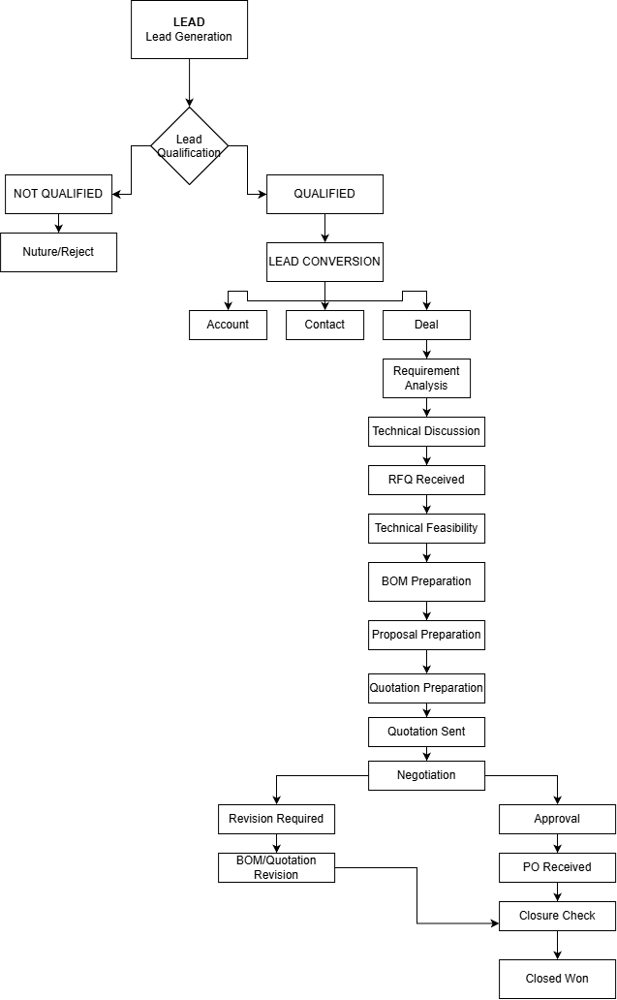 LEAD
Lead Generation
Lead
Qualification
NOT QUALIFIED
QUALIFIED
Nuture/Reject
LEAD CONVERSION
Account
Contact
Deal
Requirement
Analysis
Technical Discussion
RFQ Received
Technical Feasibility
BOM Preparation
Proposal Preparation
Quotation Preparation
Quotation Sent
Negotiation
Revision Required
Approval
BOM/Quotation
Revision
PO Received
Closure Check
Closed Won